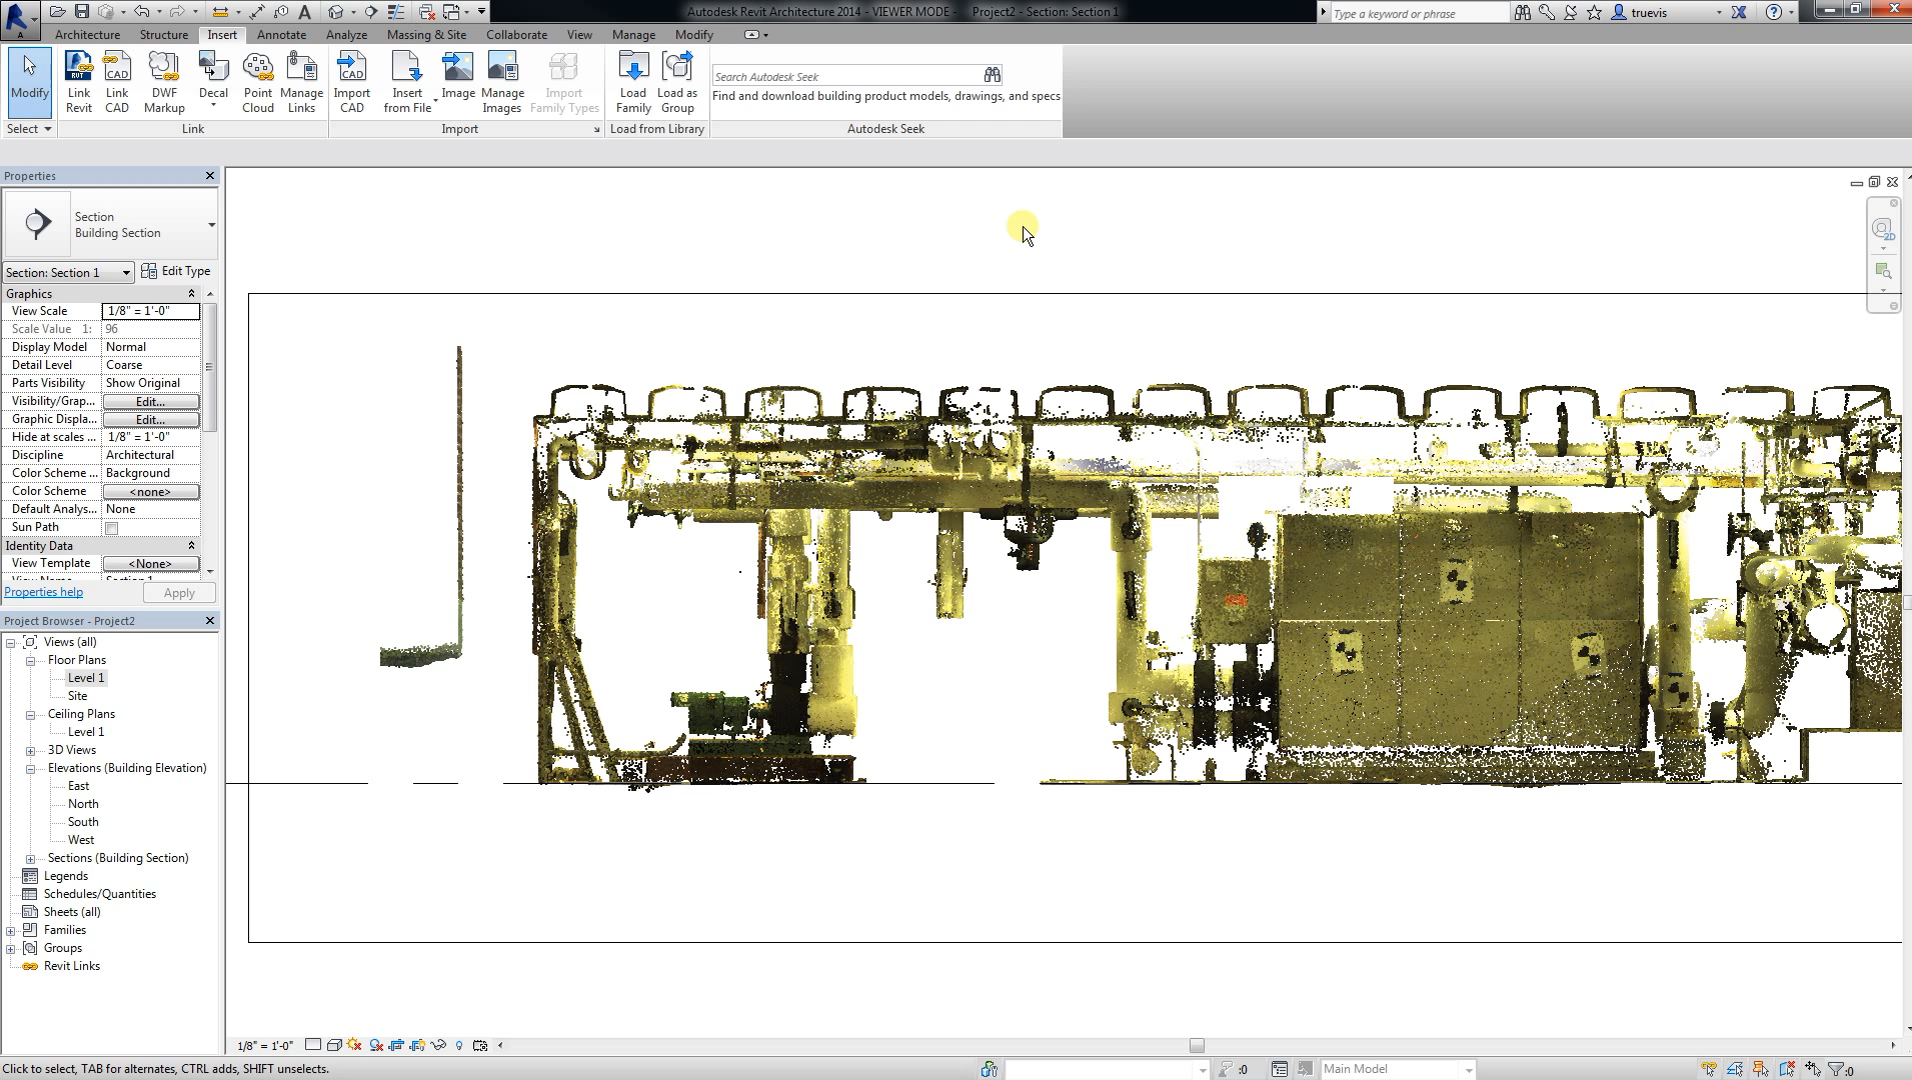 Autodesk Revit Architecture 2014 - VIEWER MODE - Project2 - Section: Section 1
Type a keyword or phrase
truevis
Architecture Structure Insert Annotate Analyze Massing & Site Collaborate View Manage Modify
Modify
Link Revit
Link CAD
DWF Markup
Decal
Point Cloud
Manage Links
Import CAD
Insert from File
Image
Manage Images
Import Family Types
Load Family
Load as Group
Search Autodesk Seek
Find and download building product models, drawings, and specs
Select
Link
Import
Load from Library
Autodesk Seek
Properties
Section
Building Section
Section: Section 1
Edit Type
Graphics
View Scale 1/8" = 1'-0"
Scale Value 1: 96
Display Model Normal
Detail Level Coarse
Parts Visibility Show Original
Visibility/Grap... Edit...
Graphic Displa... Edit...
Hide at scales ... 1/8" = 1'-0"
Discipline Architectural
Color Scheme ... Background
Color Scheme <none>
Default Analys... None
Sun Path
Identity Data
View Template <None>
Properties help
Apply
Project Browser - Project2
Views (all)
Floor Plans
Level 1
Site
Ceiling Plans
Level 1
3D Views
Elevations (Building Elevation)
East
North
South
West
Sections (Building Section)
Legends
Schedules/Quantities
Sheets (all)
Families
Groups
Revit Links
1/8" = 1'-0"
Click to select, TAB for alternates, CTRL adds, SHIFT unselects.
:0
Main Model
:0